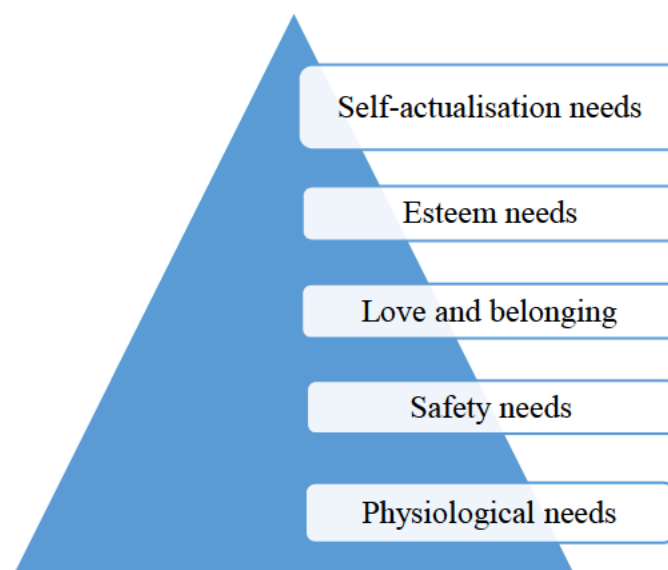 Self-actualisation needs
Esteem needs
Love and belonging
Safety needs
Physiological needs